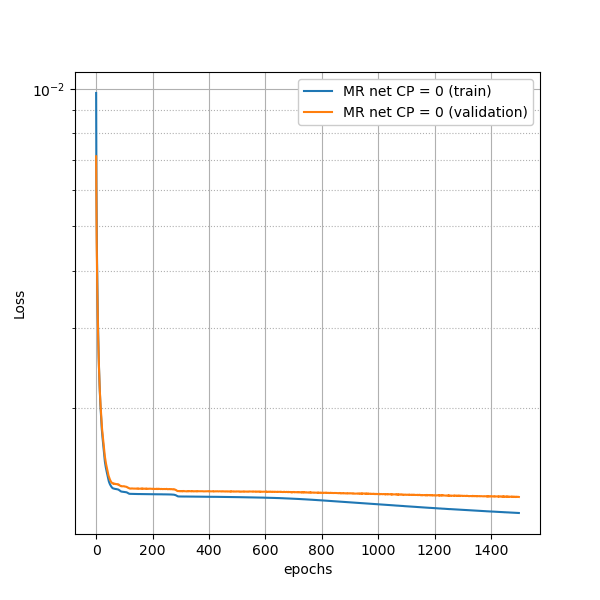 10⁻²
MR net CP = 0 (train)
MR net CP = 0 (validation)
Loss
0 200 400 600 800 1000 1200 1400
epochs